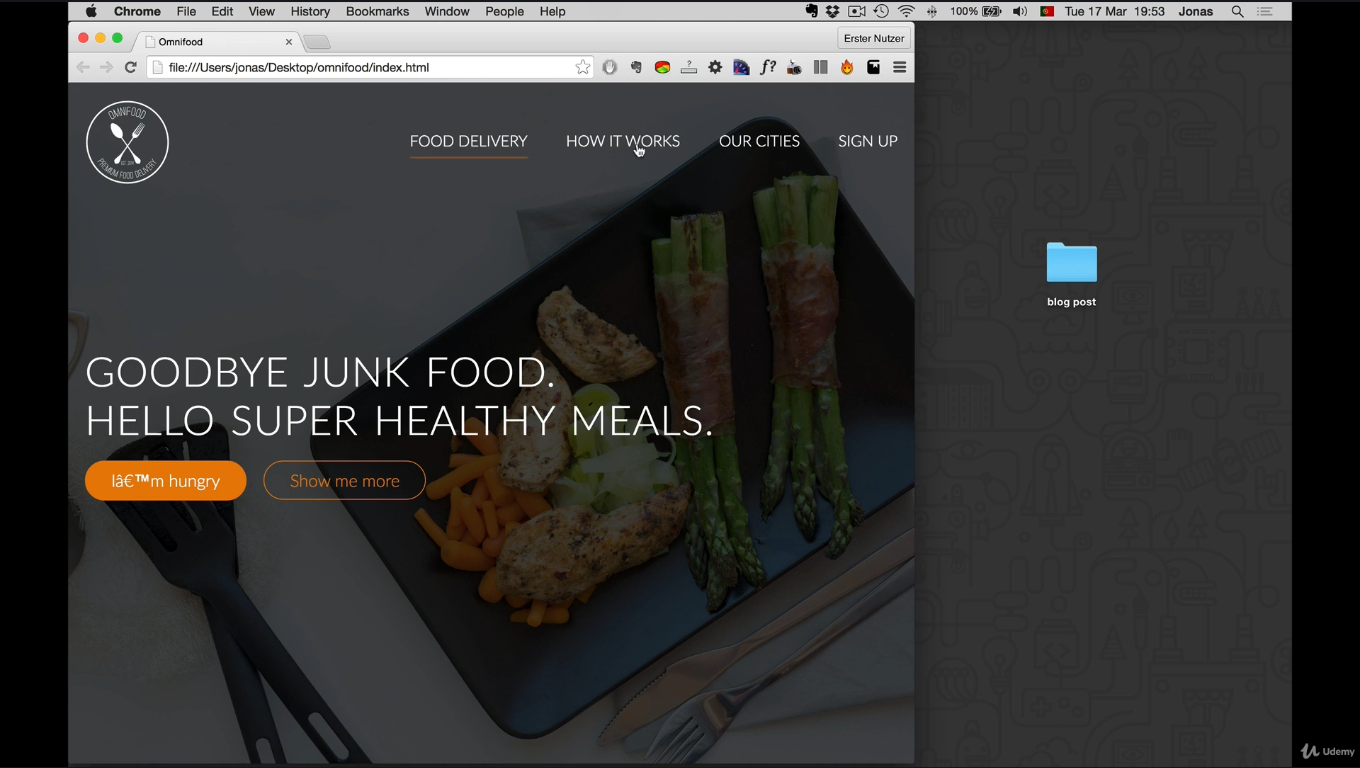 Chrome File Edit View History Bookmarks Window People Help 100% Tue 17 Mar 19:53 Jonas
Omnifood Erster Nutzer
file:///Users/jonas/Desktop/omnifood/index.html ? f?
OMNIFOOD
PREMIUM FOOD DELIVERY
FOOD DELIVERY HOW IT WORKS OUR CITIES SIGN UP
blog post
GOODBYE JUNK FOOD.
HELLO SUPER HEALTHY MEALS.
Iâ€™m hungry Show me more
Udemy